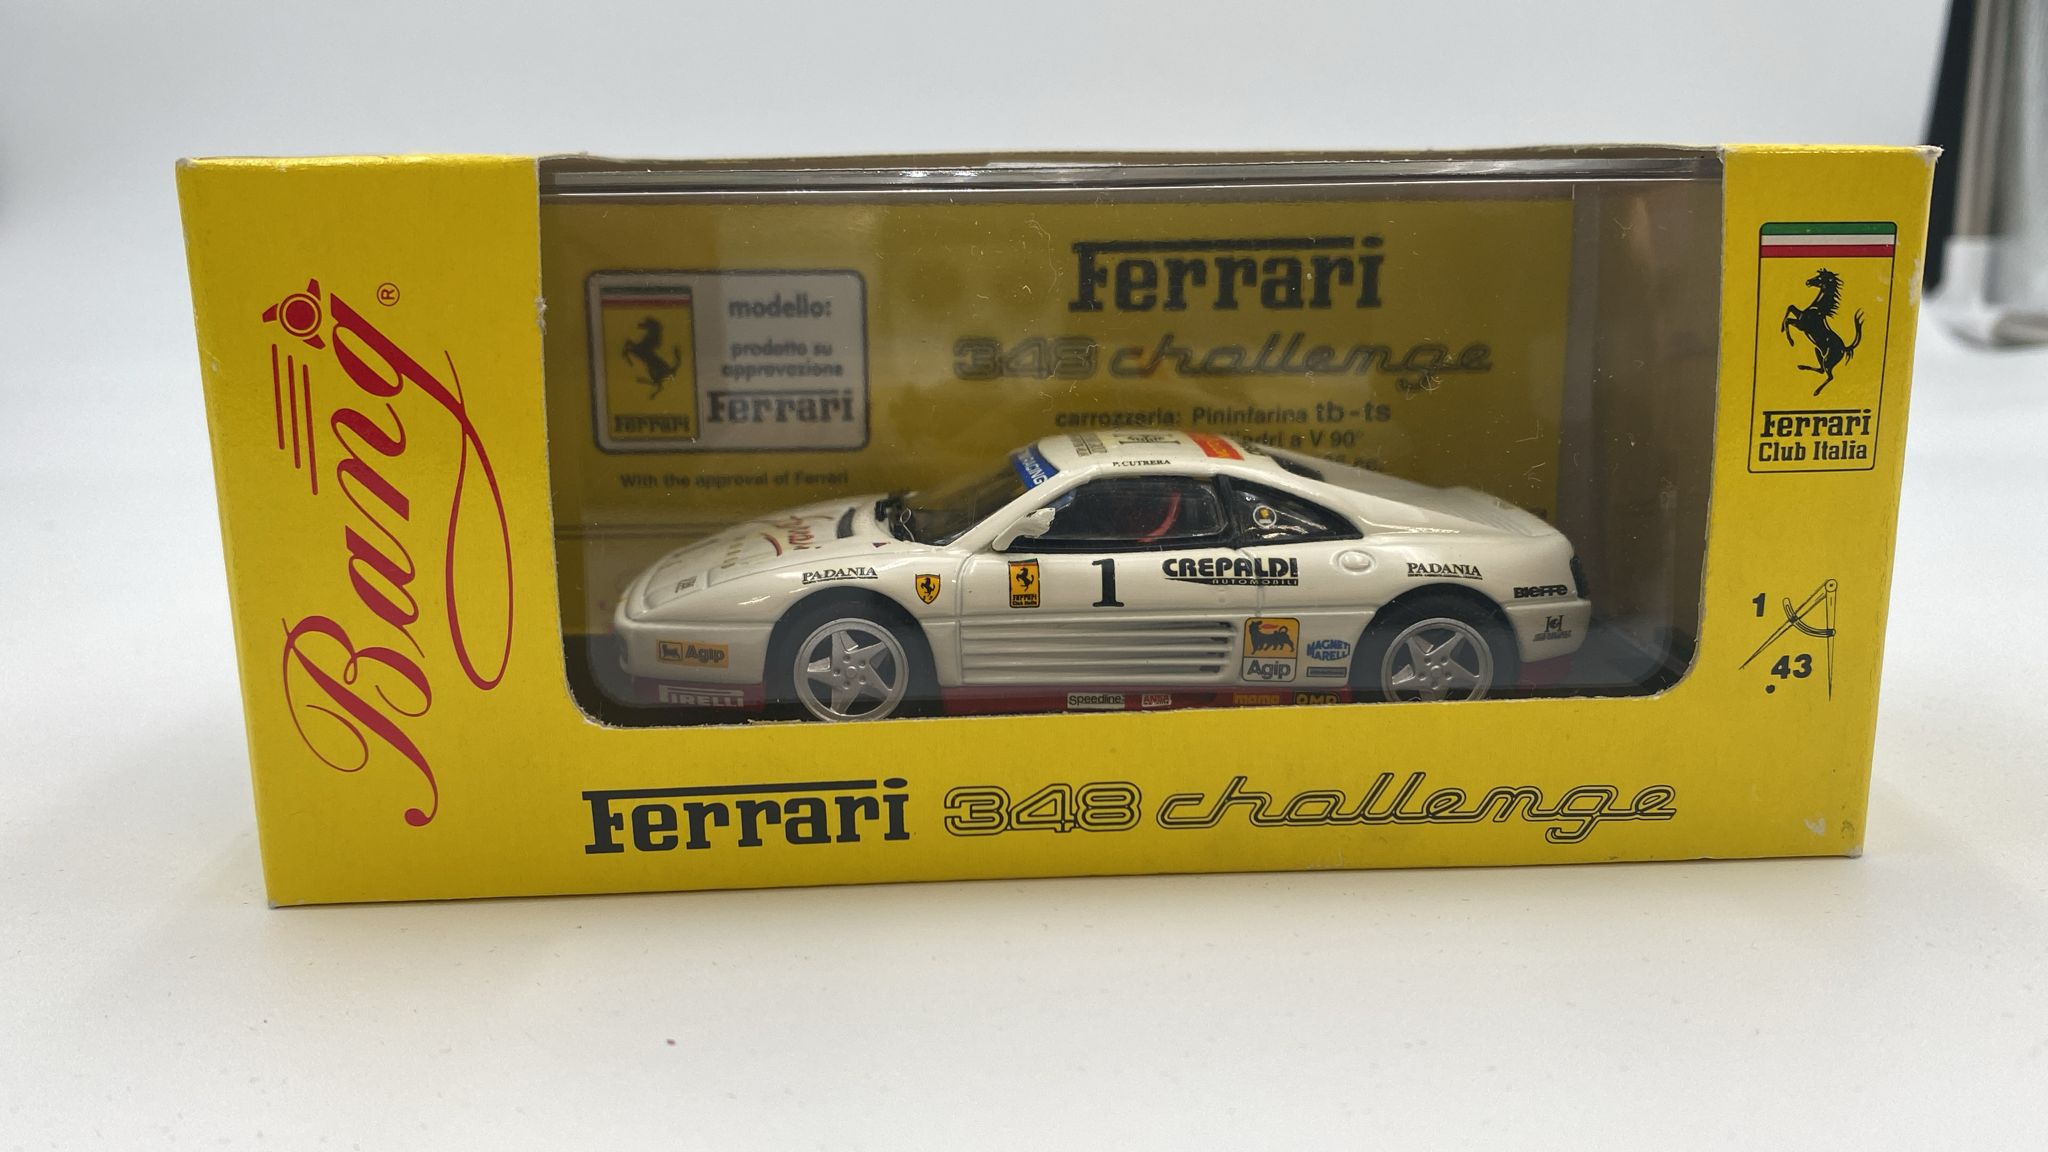 Bang®
modello:
prodotto su
approvazione
Ferrari
Ferrari
With the approval of Ferrari
Ferrari
348 challenge
carrozzeria: Pininfarina tb-ts
a V 90°
P. CUTRERA
PADANIA
1
CREPALDI
AUTOMOBILI
PADANIA
BIEFFE
Ferrari
Agip
Agip
MAGNETI
MARELLI
PIRELLI
Speedline
momo
OMP
Ferrari 348 challenge
Ferrari
Club Italia
1
.43